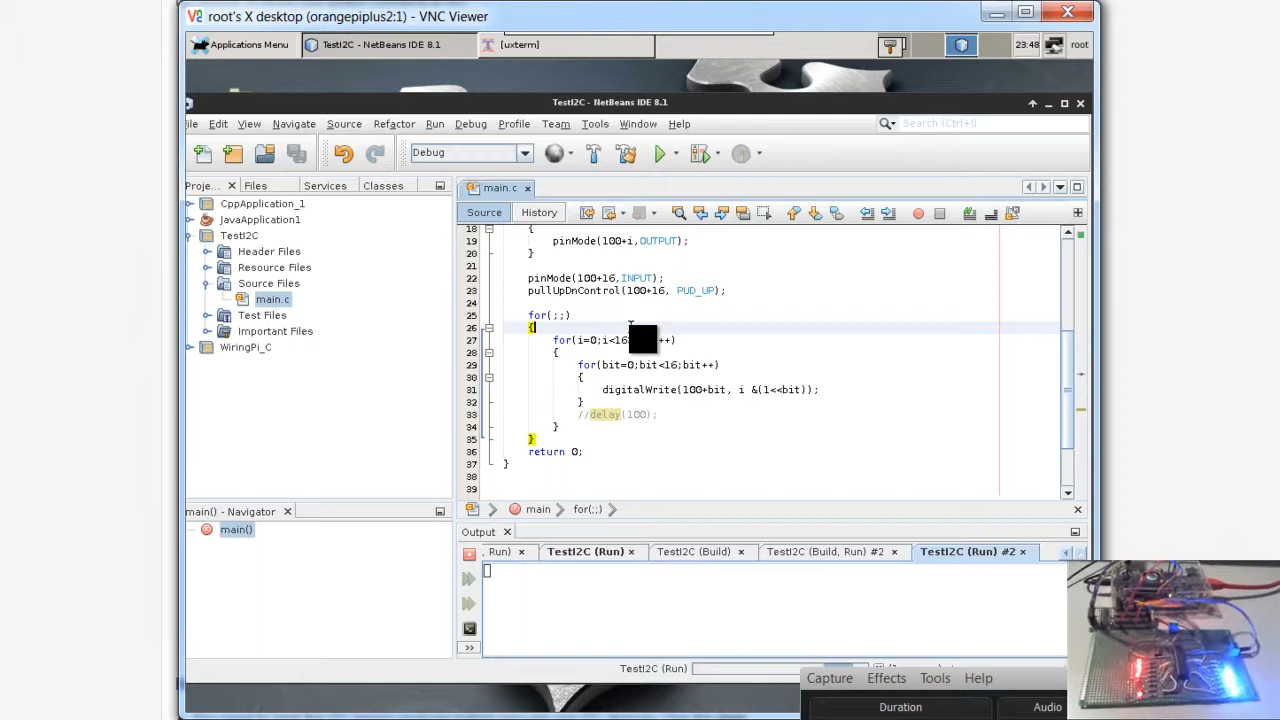 root's X desktop (orangepiplus2:1) - VNC Viewer
Applications Menu
TestI2C - NetBeans IDE 8.1
[uxterm]
23:48
root
TestI2C - NetBeans IDE 8.1
ile Edit View Navigate Source Refactor Run Debug Profile Team Tools Window Help
Search (Ctrl+I)
Debug
Proje... Files Services Classes
main.c
Source History
CppApplication_1
JavaApplication1
TestI2C
Header Files
Resource Files
Source Files
main.c
Test Files
Important Files
WiringPi_C
18 {
19 pinMode(100+i,OUTPUT);
20 }
21
22 pinMode(100+16,INPUT);
23 pullUpDnControl(100+16, PUD_UP);
24
25 for(;;)
26 {
27 for(i=0;i<16 ++)
28 {
29 for(bit=0;bit<16;bit++)
30 {
31 digitalWrite(100+bit, i &(1<<bit));
32 }
33 //delay(100);
34 }
35 }
36 return 0;
37 }
38
39
main for(;;)
main() - Navigator
main()
Output
, Run) TestI2C (Run) TestI2C (Build) TestI2C (Build, Run) #2 TestI2C (Run) #2
TestI2C (Run)
Capture Effects Tools Help
Duration Audio